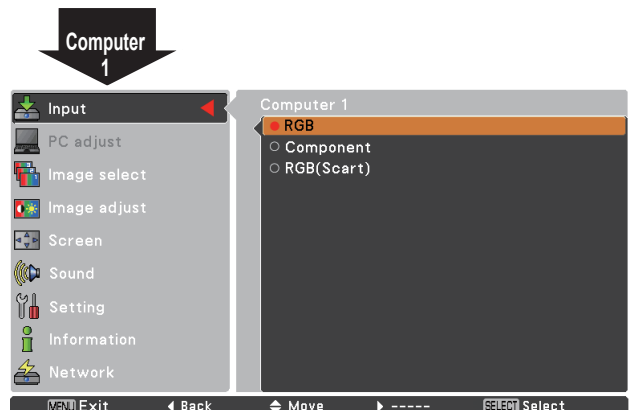 Computer
1
Input
PC adjust
Image select
Image adjust
Screen
Sound
Setting
Information
Network
Computer 1
RGB
Component
RGB(Scart)
MENU Exit ◀ Back Move ▶ ----- SELECT Select